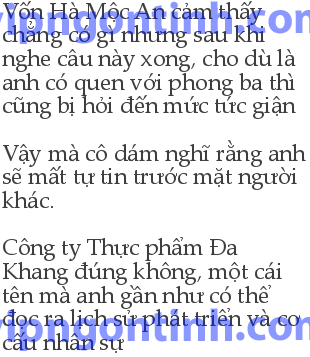 Vốn Hà Mộc An cảm thấy
chẳng có gì nhưng sau khi
nghe câu này xong, cho dù là
anh có quen với phong ba thì
cũng bị hỏi đến mức tức giận
Vậy mà cô dám nghĩ rằng anh
sẽ mất tự tin trước mặt người
khác.
Công ty Thực phẩm Đa
Khang đúng không, một cái
tên mà anh gần như có thể
đọc ra lịch sử phát triển và cơ
cấu nhân sự